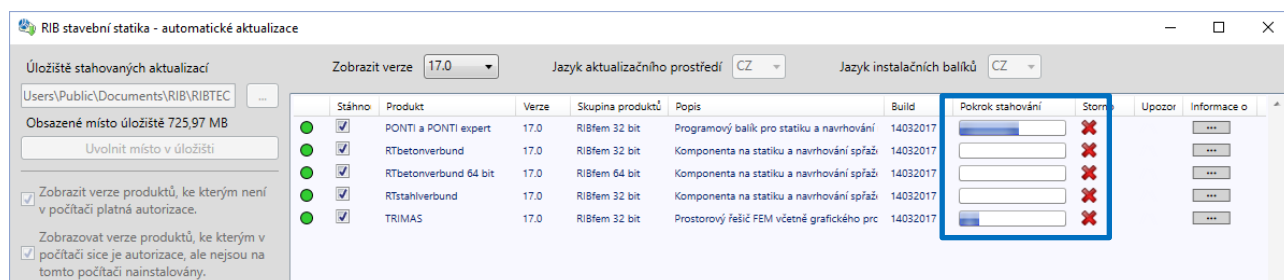 RIB stavební statika - automatické aktualizace
Úložiště stahovaných aktualizací
Zobrazit verze 17.0 Jazyk aktualizačního prostředí CZ Jazyk instalačních balíků CZ
Users\Public\Documents\RIB\RIBTEC ...
Obsazené místo úložiště 725,97 MB
Uvolnit místo v úložišti
Zobrazit verze produktů, ke kterým není
v počítači platná autorizace.
Zobrazovat verze produktů, ke kterým v
počítači sice je autorizace, ale nejsou na
tomto počítači nainstalovány.
Stáhno Produkt Verze Skupina produktů Popis Build Pokrok stahování Storno Upozor Informace o
PONTI a PONTI expert 17.0 RIBfem 32 bit Programový balík pro statiku a navrhování 14032017 ...
RTbetonverbund 17.0 RIBfem 32 bit Komponenta na statiku a navrhování spřaž 14032017 ...
RTbetonverbund 64 bit 17.0 RIBfem 64 bit Komponenta na statiku a navrhování spřaž 14032017 ...
RTstahlverbund 17.0 RIBfem 32 bit Komponenta na statiku a navrhování spřaž 14032017 ...
TRIMAS 17.0 RIBfem 32 bit Prostorový řešič FEM včetně grafického prc 14032017 ...